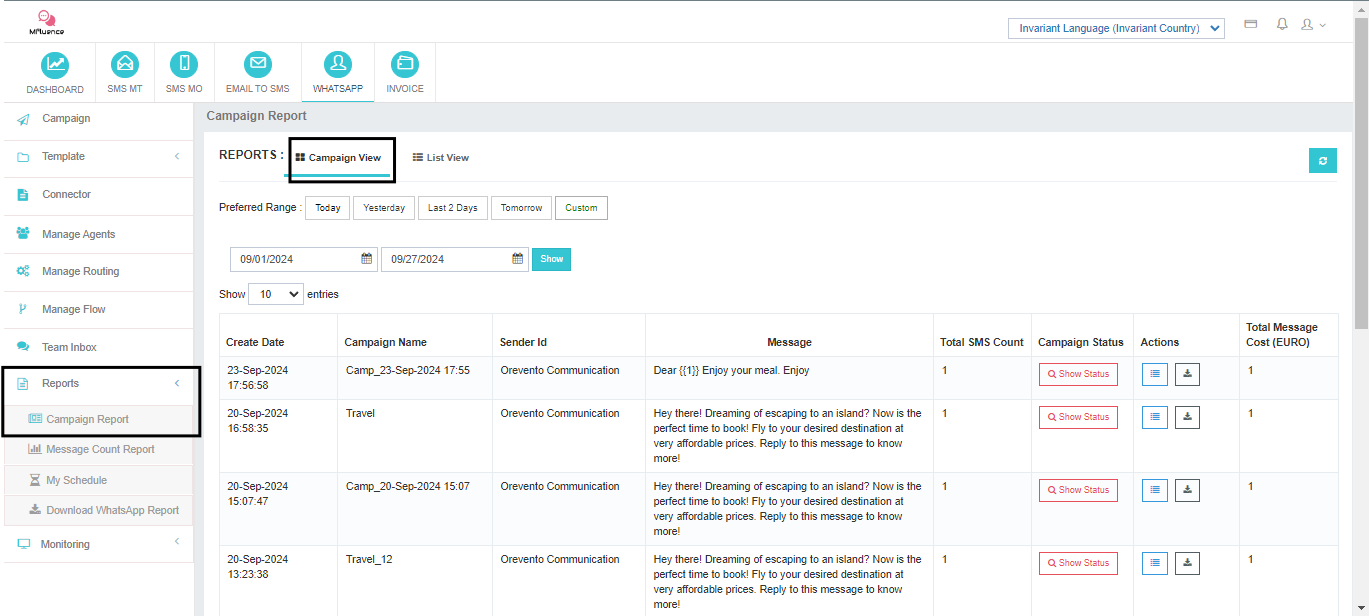 Mfluence
Invariant Language (Invariant Country)
DASHBOARD
SMS MT
SMS MO
EMAIL TO SMS
WHATSAPP
INVOICE
Campaign
Template
Connector
Manage Agents
Manage Routing
Manage Flow
Team Inbox
Reports
Campaign Report
Message Count Report
My Schedule
Download WhatsApp Report
Monitoring
Campaign Report
REPORTS : Campaign View List View
Preferred Range : Today Yesterday Last 2 Days Tomorrow Custom
09/01/2024 09/27/2024 Show
Show 10 entries
Create Date Campaign Name Sender Id Message Total SMS Count Campaign Status Actions Total Message
Cost (EURO)
23-Sep-2024 Camp_23-Sep-2024 17:55 Orevento Communication Dear {{1}} Enjoy your meal. Enjoy 1 Show Status 1
17:56:58
20-Sep-2024 Travel Orevento Communication Hey there! Dreaming of escaping to an island? Now is the 1 Show Status 1
16:58:35 perfect time to book! Fly to your desired destination at
very affordable prices. Reply to this message to know
more!
20-Sep-2024 Camp_20-Sep-2024 15:07 Orevento Communication Hey there! Dreaming of escaping to an island? Now is the 1 Show Status 1
15:07:47 perfect time to book! Fly to your desired destination at
very affordable prices. Reply to this message to know
more!
20-Sep-2024 Travel_12 Orevento Communication Hey there! Dreaming of escaping to an island? Now is the 1 Show Status 1
13:23:38 perfect time to book! Fly to your desired destination at
very affordable prices. Reply to this message to know
more!